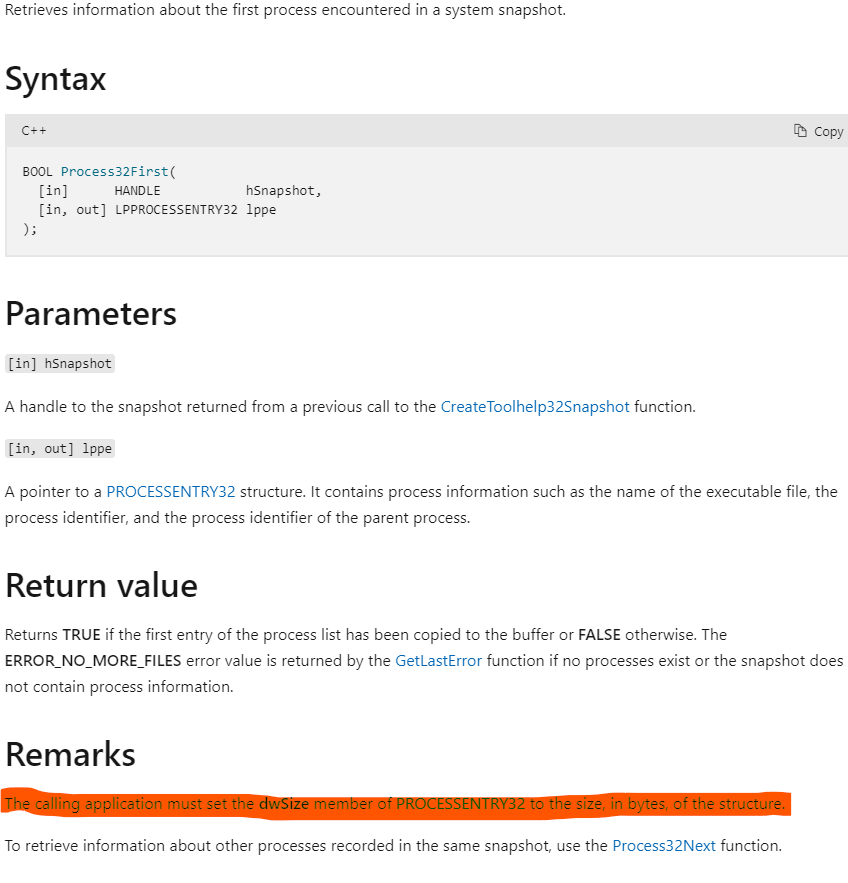 Retrieves information about the first process encountered in a system snapshot.
Syntax
C++ Copy
BOOL Process32First(
  [in]      HANDLE           hSnapshot,
  [in, out] LPPROCESSENTRY32 lppe
);
Parameters
[in] hSnapshot
A handle to the snapshot returned from a previous call to the CreateToolhelp32Snapshot function.
[in, out] lppe
A pointer to a PROCESSENTRY32 structure. It contains process information such as the name of the executable file, the
process identifier, and the process identifier of the parent process.
Return value
Returns TRUE if the first entry of the process list has been copied to the buffer or FALSE otherwise. The
ERROR_NO_MORE_FILES error value is returned by the GetLastError function if no processes exist or the snapshot does
not contain process information.
Remarks
The calling application must set the dwSize member of PROCESSENTRY32 to the size, in bytes, of the structure.
To retrieve information about other processes recorded in the same snapshot, use the Process32Next function.